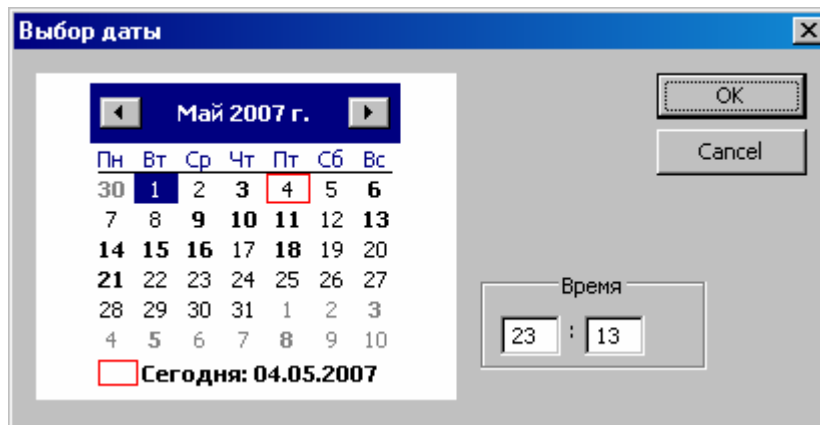 Выбор даты
Май 2007 г.
OK
Cancel
Пн Вт Ср Чт Пт Сб Вс
30 1 2 3 4 5 6
7 8 9 10 11 12 13
14 15 16 17 18 19 20
21 22 23 24 25 26 27
28 29 30 31 1 2 3
4 5 6 7 8 9 10
Сегодня: 04.05.2007
Время
23 : 13